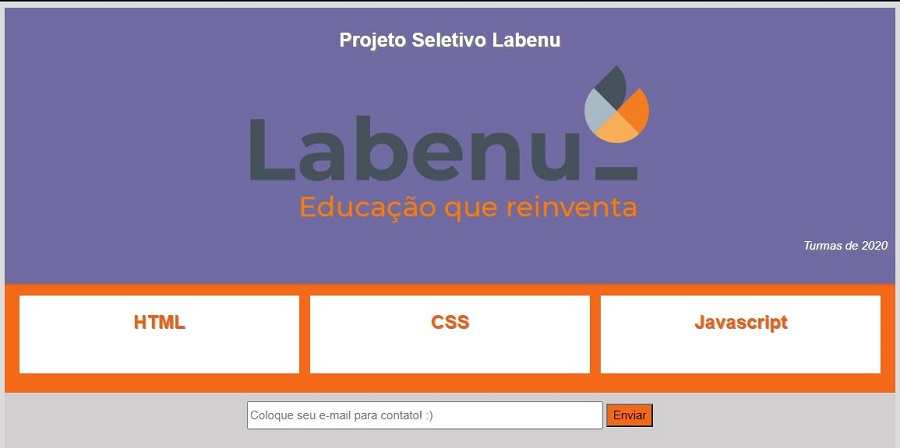 Projeto Seletivo Labenu
Labenu_
Educação que reinventa
Turmas de 2020
HTML
CSS
Javascript
Coloque seu e-mail para contato! :)
Enviar